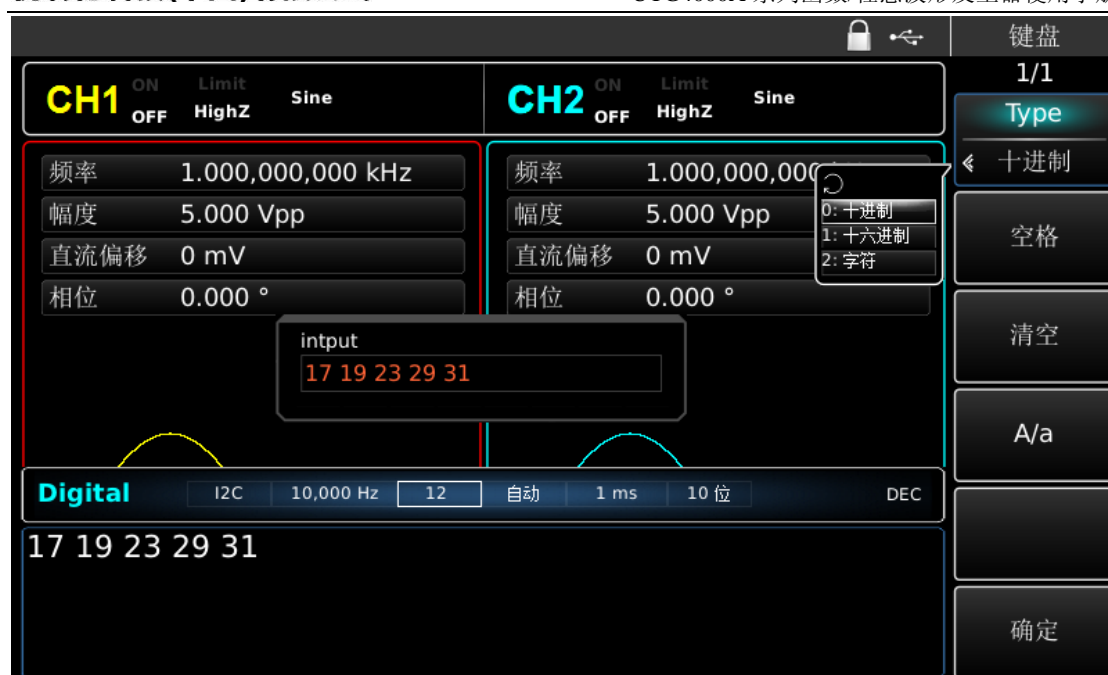 键盘
1/1
CH1 ON OFF Limit HighZ Sine
CH2 ON OFF Limit HighZ Sine
Type
十进制
频率 1.000,000,000 kHz
幅度 5.000 Vpp
直流偏移 0 mV
相位 0.000 °
频率 1.000,000,000
幅度 5.000 Vpp
直流偏移 0 mV
相位 0.000 °
0: 十进制
1: 十六进制
2: 字符
空格
清空
A/a
确定
intput
17 19 23 29 31
Digital I2C 10,000 Hz 12 自动 1 ms 10 位 DEC
17 19 23 29 31